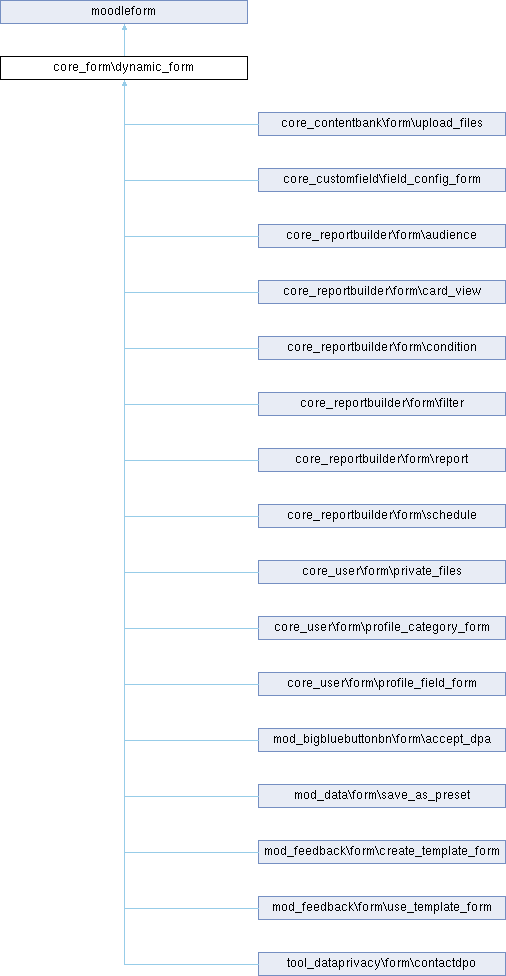 moodleform
core_form\dynamic_form
core_contentbank\form\upload_files
core_customfield\field_config_form
core_reportbuilder\form\audience
core_reportbuilder\form\card_view
core_reportbuilder\form\condition
core_reportbuilder\form\filter
core_reportbuilder\form\report
core_reportbuilder\form\schedule
core_user\form\private_files
core_user\form\profile_category_form
core_user\form\profile_field_form
mod_bigbluebuttonbn\form\accept_dpa
mod_data\form\save_as_preset
mod_feedback\form\create_template_form
mod_feedback\form\use_template_form
tool_dataprivacy\form\contactdpo